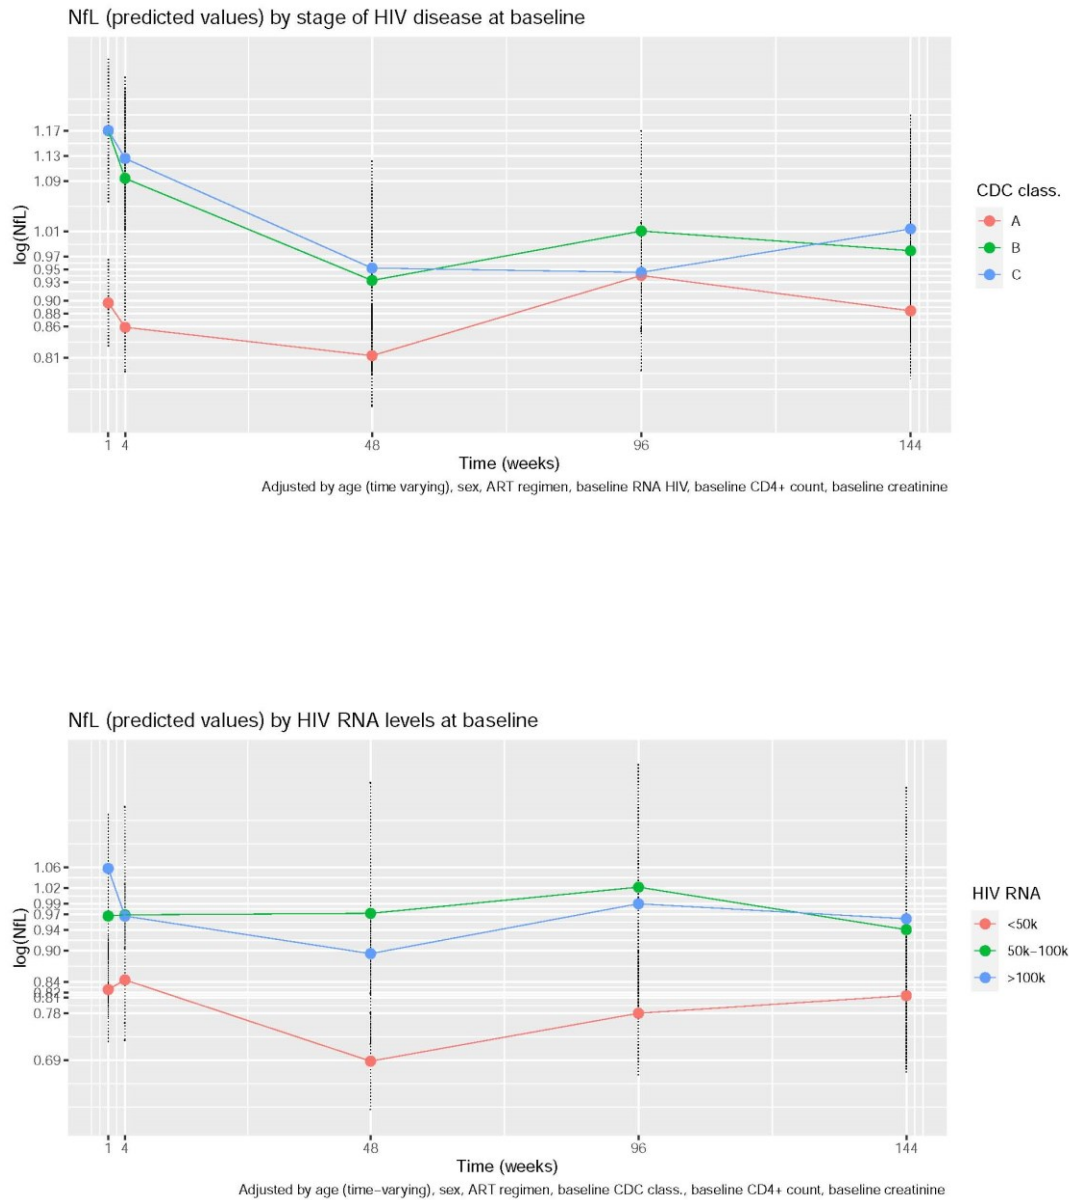 NfL (predicted values) by stage of HIV disease at baseline
log(NfL)
1.17
1.13
1.09
1.01
0.97
0.95
0.93
0.90
0.88
0.86
0.81
1 4 48 96 144
Time (weeks)
Adjusted by age (time varying), sex, ART regimen, baseline RNA HIV, baseline CD4+ count, baseline creatinine
CDC class.
A
B
C
NfL (predicted values) by HIV RNA levels at baseline
log(NfL)
1.06
1.02
0.99
0.97
0.94
0.90
0.84
0.82
0.81
0.78
0.69
1 4 48 96 144
Time (weeks)
Adjusted by age (time−varying), sex, ART regimen, baseline CDC class., baseline CD4+ count, baseline creatinine
HIV RNA
<50k
50k−100k
>100k